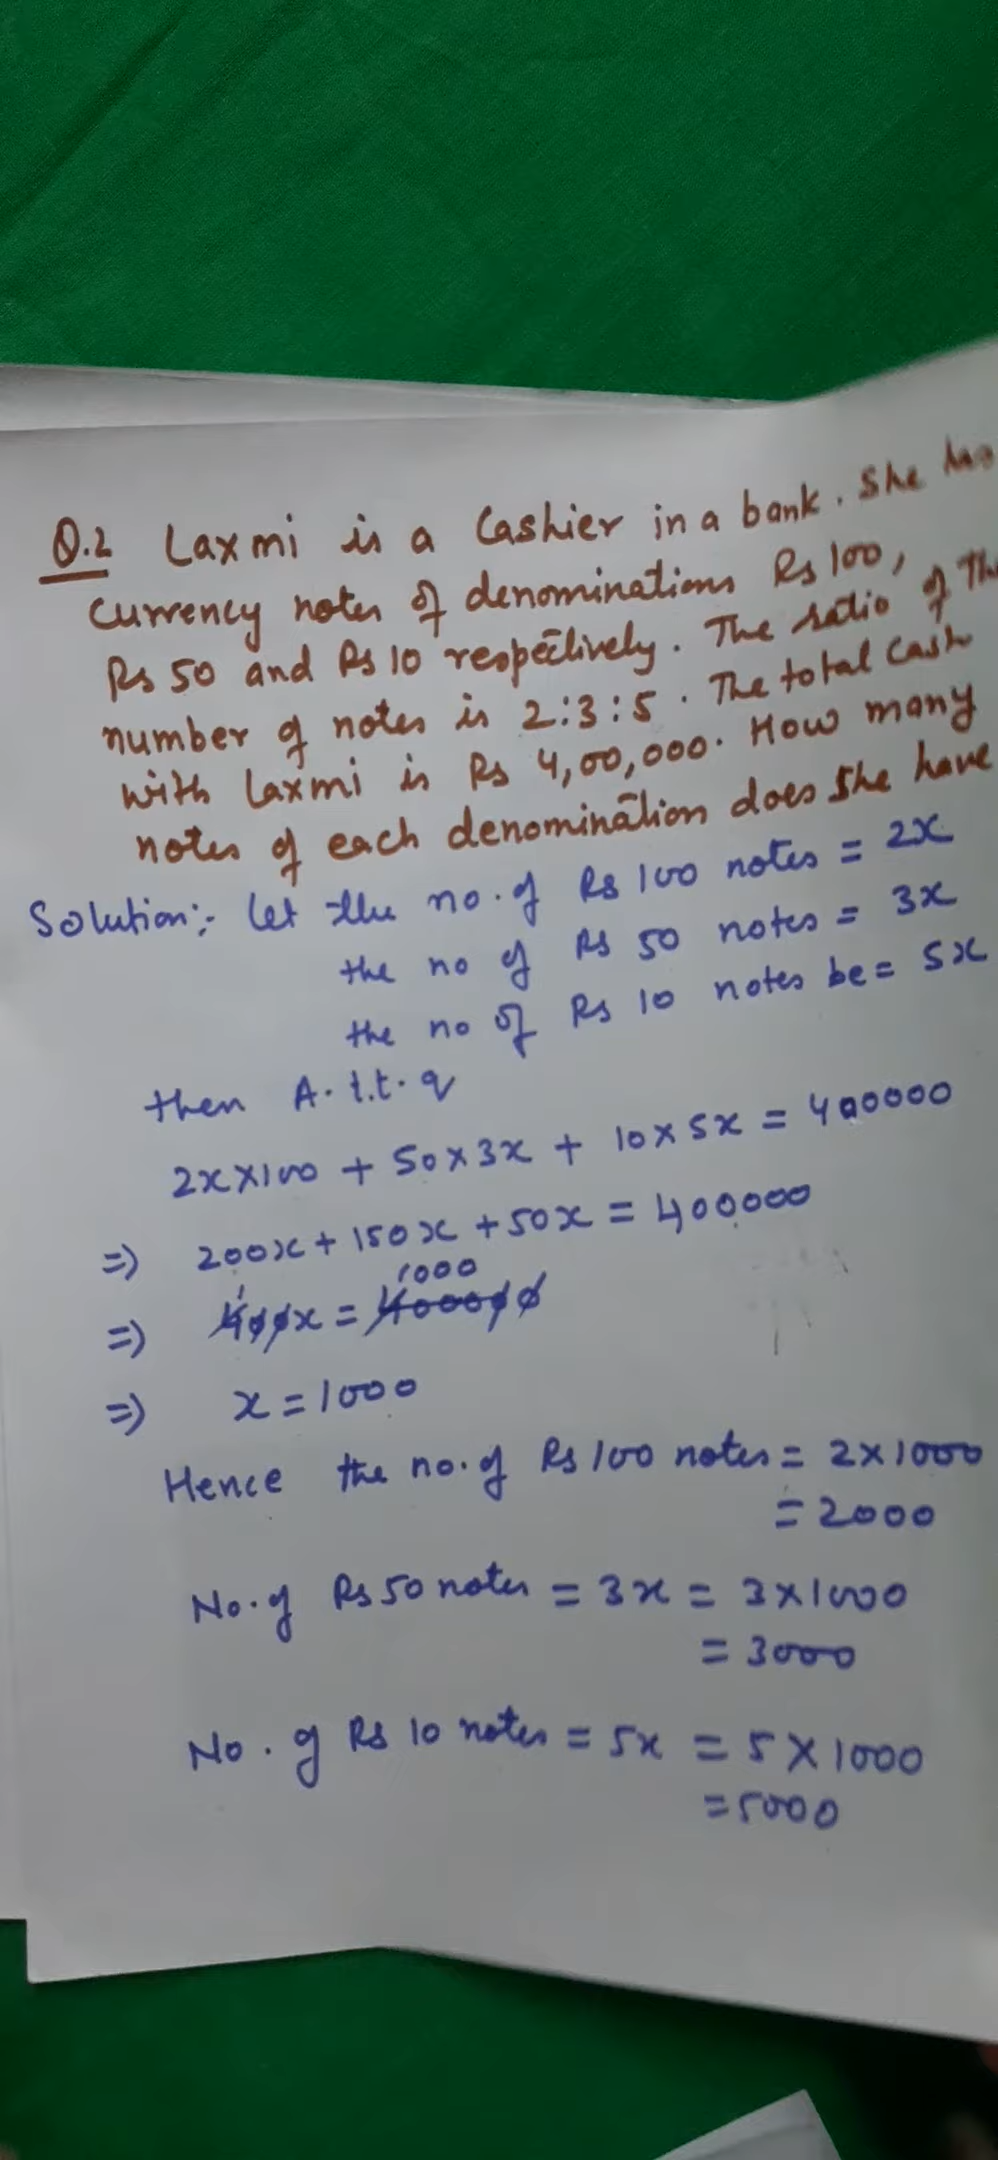 Q.2 Laxmi is a Cashier in a bank. She has
currency notes of denominations Rs 100,
Rs 50 and Rs 10 respectively. The ratio of the
number of notes is 2:3:5. The total cash
with Laxmi is Rs 4,00,000. How many
notes of each denomination does she have
Solution:- Let the no. of Rs 100 notes = 2x
the no of Rs 50 notes = 3x
the no of Rs 10 notes be = 5x
then A.t.t.q
2x×100 + 50×3x + 10×5x = 400000
⇒ 200x + 150x + 50x = 400000
1 1000
⇒ 400x = 400000
⇒ x = 1000
Hence the no. of Rs 100 notes = 2×1000
= 2000
No. of Rs 50 notes = 3x = 3×1000
= 3000
No. of Rs 10 notes = 5x = 5×1000
= 5000